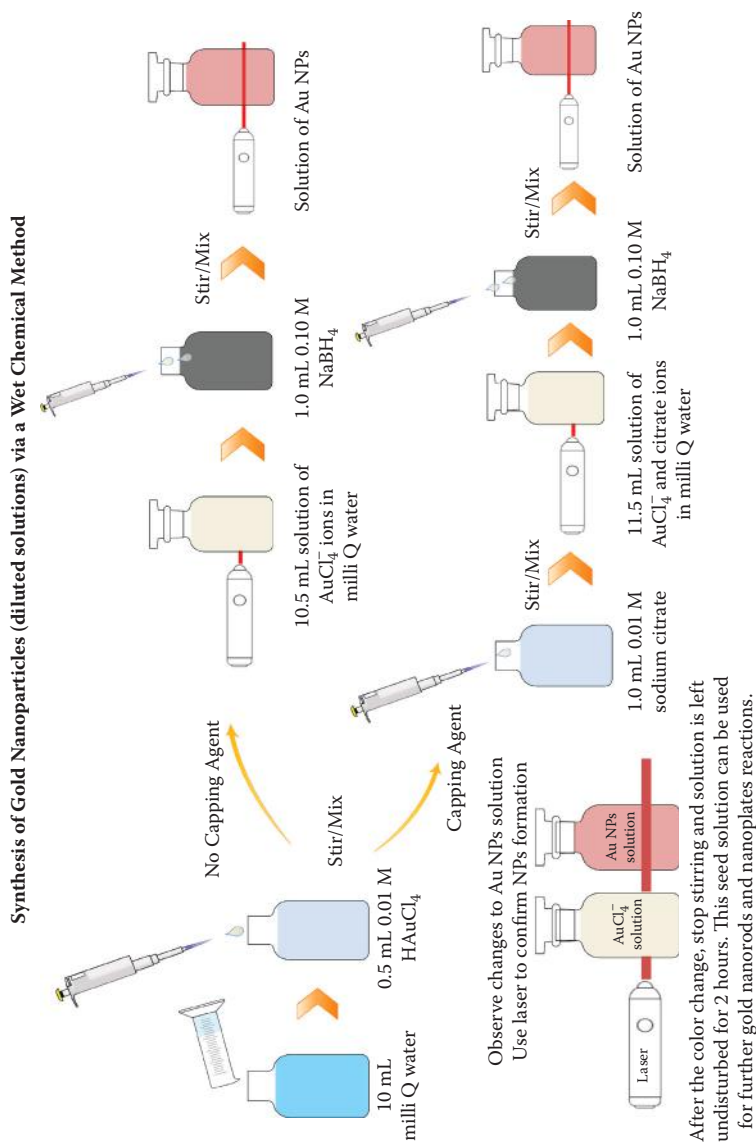 Synthesis of Gold Nanoparticles (diluted solutions) via a Wet Chemical Method
10 mL
milli Q water
0.5 mL 0.01 M
HAuCl₄
Stir/Mix
No Capping Agent
10.5 mL solution of
AuCl₄⁻ ions in
milli Q water
1.0 mL 0.10 M
NaBH₄
Stir/Mix
Solution of Au NPs
Capping Agent
1.0 mL 0.01 M
sodium citrate
Stir/Mix
11.5 mL solution of
AuCl₄⁻ and citrate ions
in milli Q water
1.0 mL 0.10 M
NaBH₄
Stir/Mix
Solution of Au NPs
Observe changes to Au NPs solution
Use laser to confirm NPs formation
Laser
AuCl₄⁻
solution
Au NPs
solution
After the color change, stop stirring and solution is left
undisturbed for 2 hours. This seed solution can be used
for further gold nanorods and nanoplates reactions.